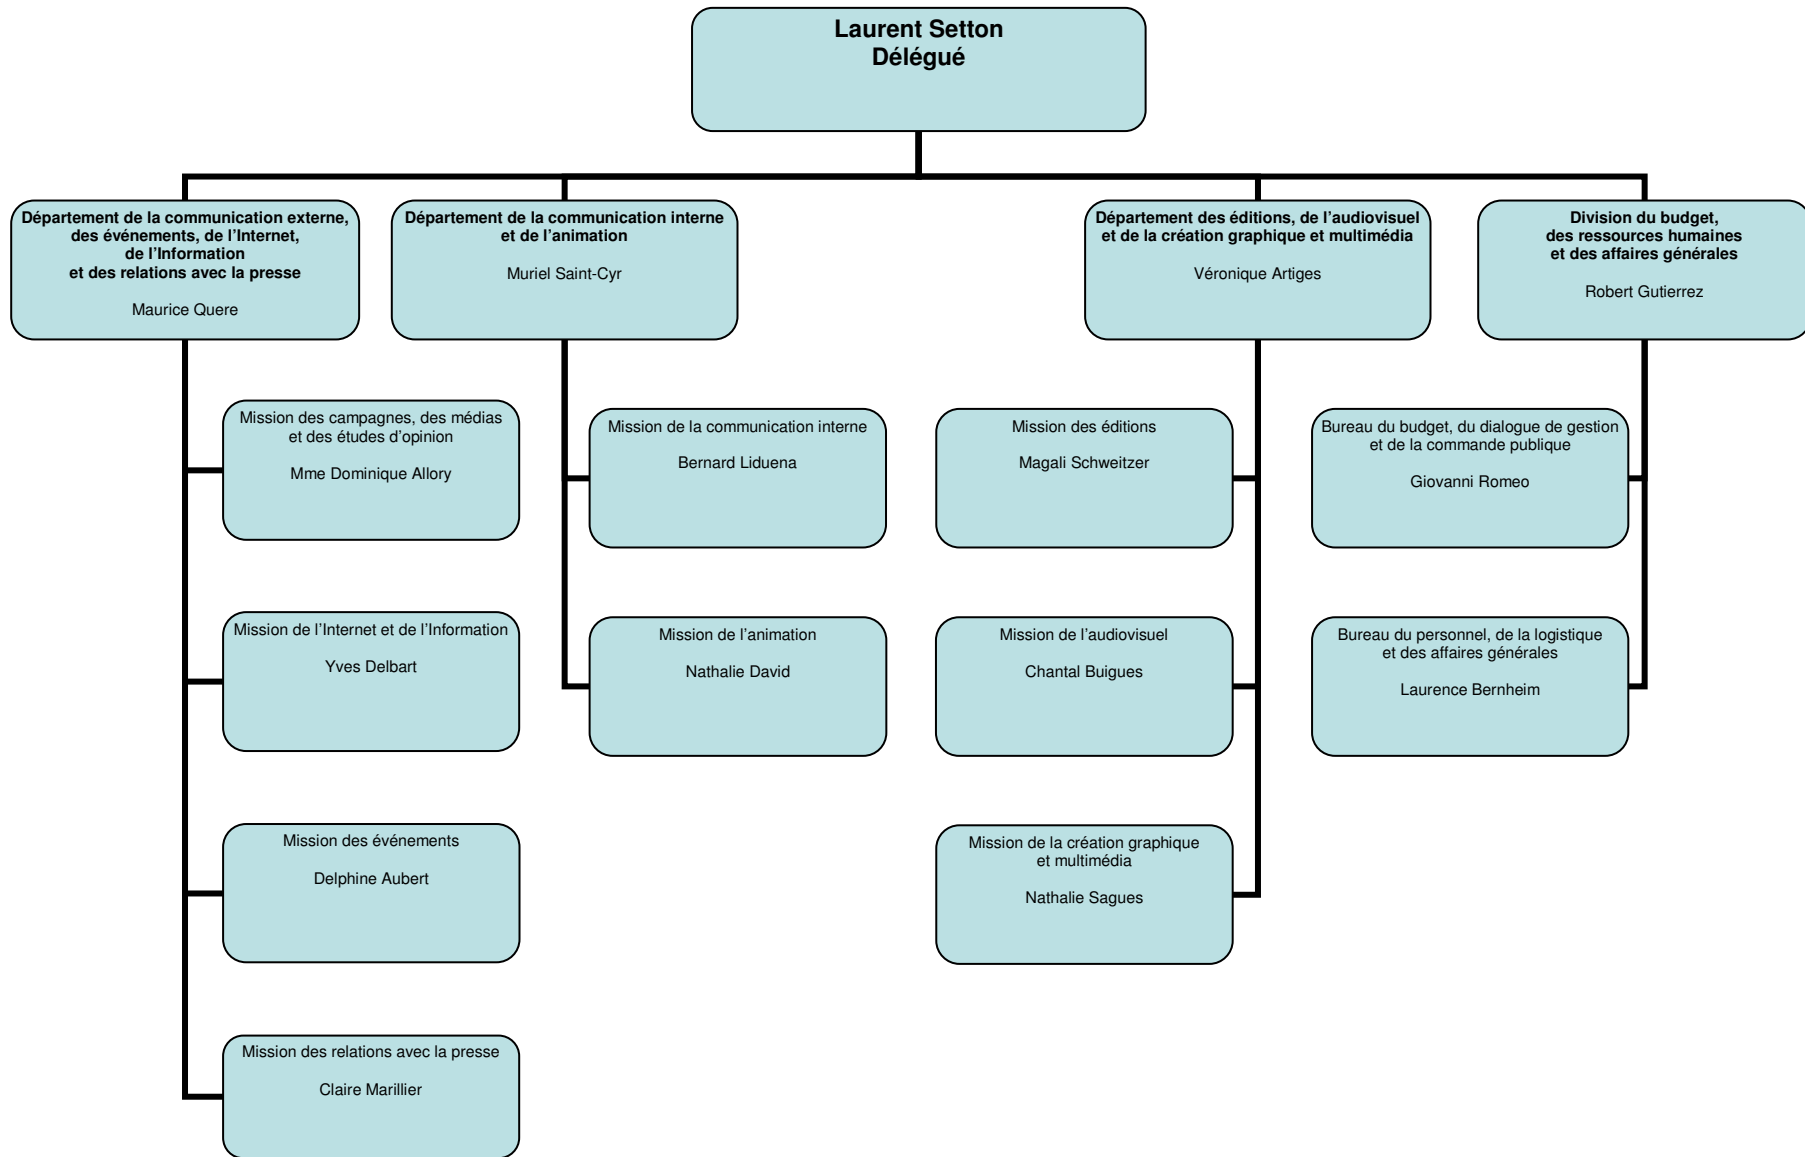 Laurent Setton
Délégué
Département de la communication externe,
des événements, de l’Internet,
de l’Information
et des relations avec la presse
Maurice Quere
Département de la communication interne
et de l’animation
Muriel Saint-Cyr
Département des éditions, de l’audiovisuel
et de la création graphique et multimédia
Véronique Artiges
Division du budget,
des ressources humaines
et des affaires générales
Robert Gutierrez
Mission des campagnes, des médias
et des études d’opinion
Mme Dominique Allory
Mission de la communication interne
Bernard Liduena
Mission des éditions
Magali Schweitzer
Bureau du budget, du dialogue de gestion
et de la commande publique
Giovanni Romeo
Mission de l’Internet et de l’Information
Yves Delbart
Mission de l’animation
Nathalie David
Mission de l’audiovisuel
Chantal Buigues
Bureau du personnel, de la logistique
et des affaires générales
Laurence Bernheim
Mission des événements
Delphine Aubert
Mission de la création graphique
et multimédia
Nathalie Sagues
Mission des relations avec la presse
Claire Marillier